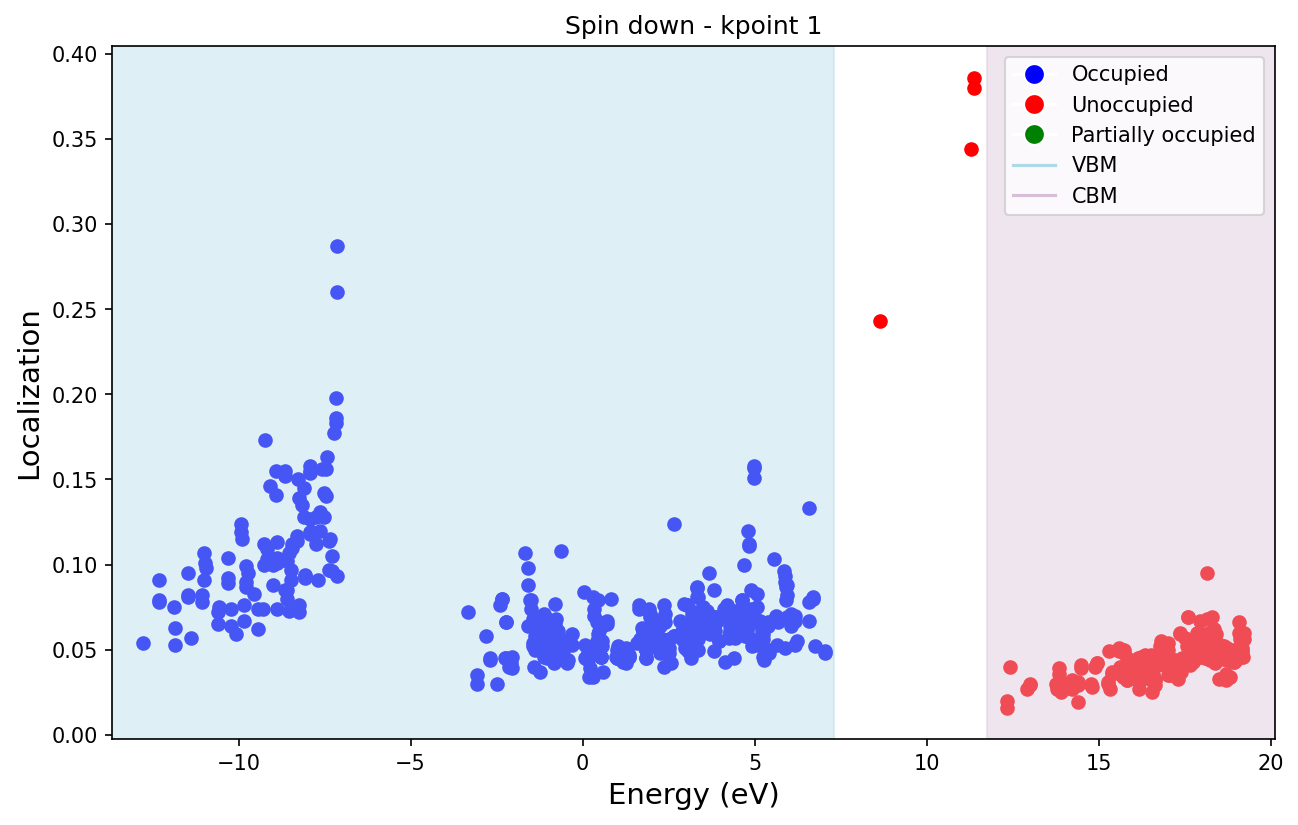 Spin down - kpoint 1
Localization
0.40
0.35
0.30
0.25
0.20
0.15
0.10
0.05
0.00
Occupied
Unoccupied
Partially occupied
VBM
CBM
−10 −5 0 5 10 15 20
Energy (eV)